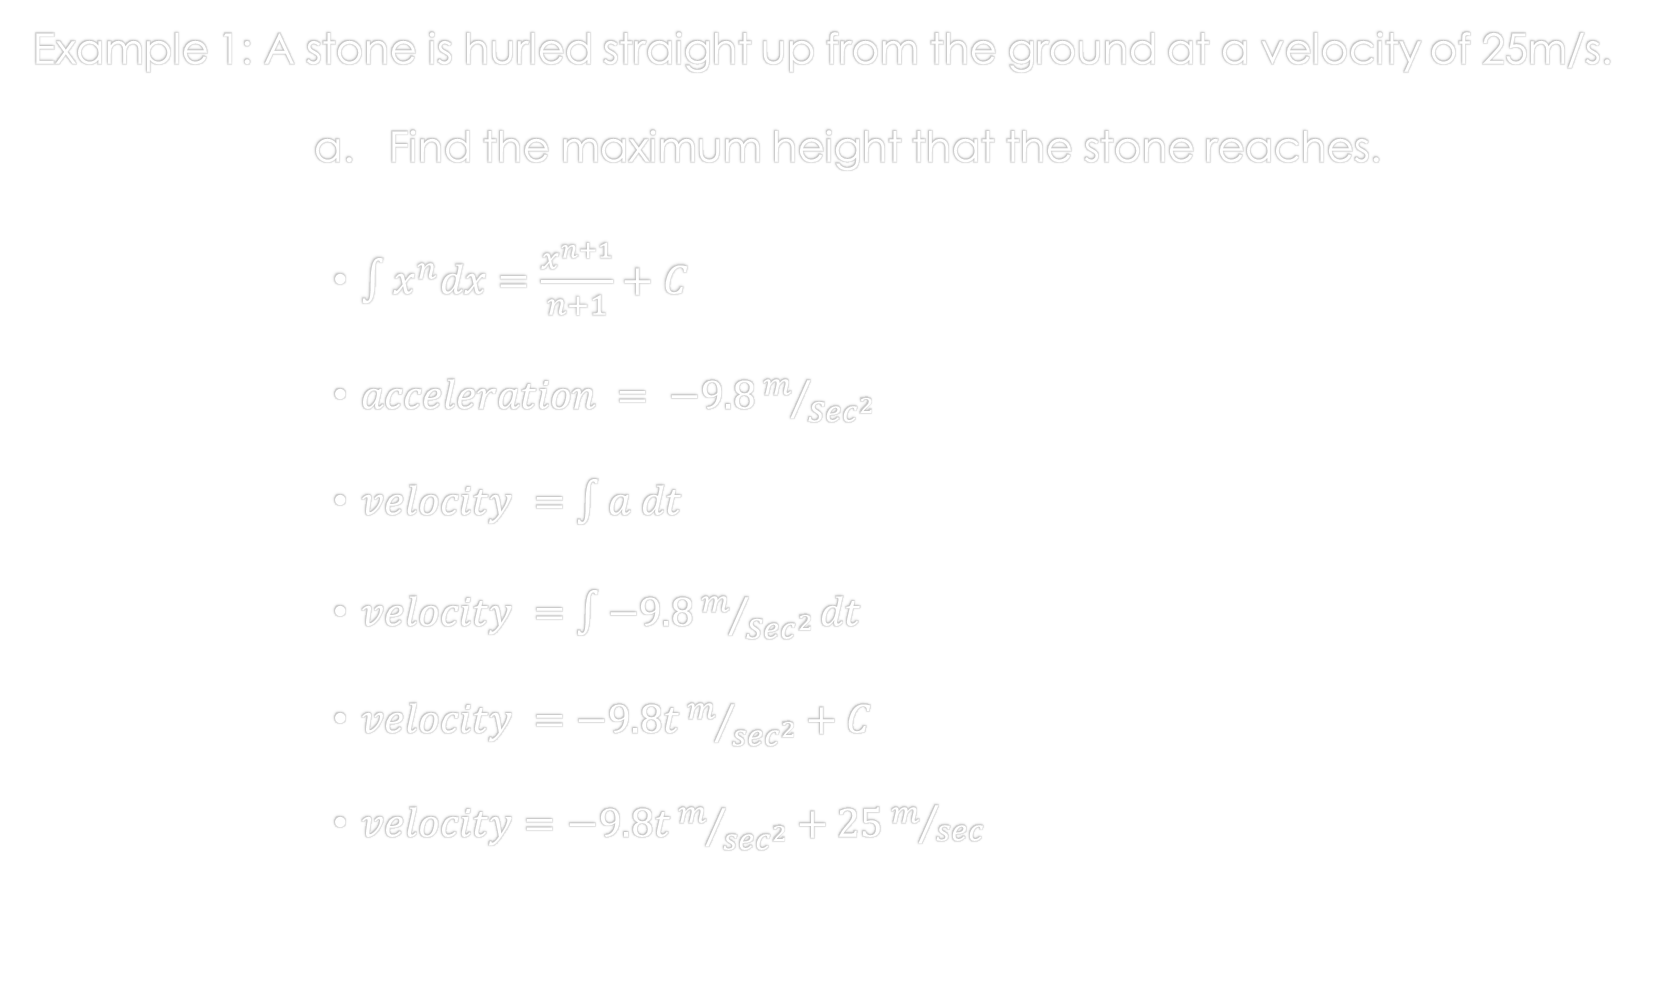 Example 1: A stone is hurled straight up from the ground at a velocity of 25m/s.
a. Find the maximum height that the stone reaches.
• ∫ xⁿ dx = xⁿ⁺¹/n+1 + C
• acceleration = −9.8 m/Sec²
• velocity = ∫ a dt
• velocity = ∫ −9.8 m/Sec² dt
• velocity = −9.8t m/sec² + C
• velocity = −9.8t m/sec² + 25 m/sec